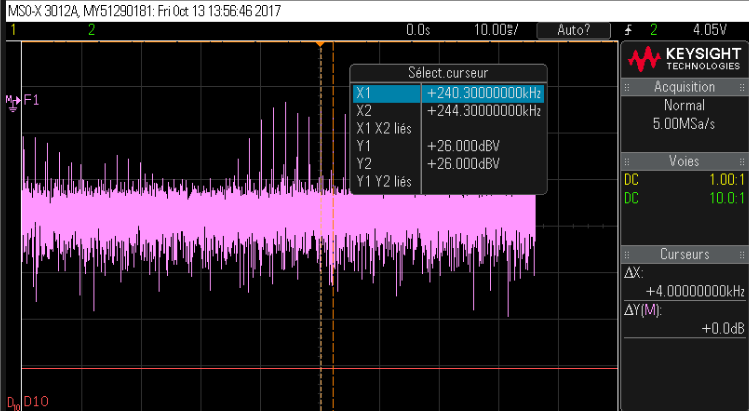 MSO-X 3012A, MY51290181: Fri Oct 13 13:56:46 2017
1 2 0.0s 10.00s/ Auto? 2 4.05V
KEYSIGHT
TECHNOLOGIES
Acquisition
Normal
5.00MSa/s
Voies
DC 1.00:1
DC 10.0:1
Curseurs
ΔX:
+4.00000000kHz
ΔY(M):
+0.0dB
Sélect.curseur
X1 +240.30000000kHz
X2 +244.30000000kHz
X1 X2 liés
Y1 +26.000dBV
Y2 +26.000dBV
Y1 Y2 liés
M F1
D10 D10